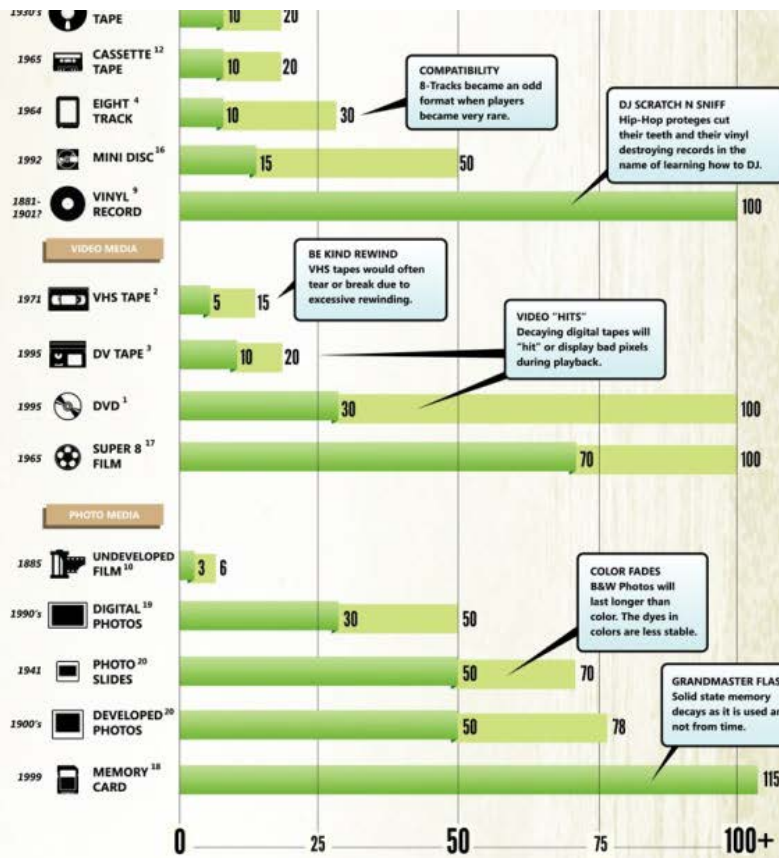 1930's TAPE 10 20
1965 CASSETTE 12
TAPE 10 20
COMPATIBILITY
8-Tracks became an odd
format when players
became very rare.
1964 EIGHT 4
TRACK 10 30
DJ SCRATCH N SNIFF
Hip-Hop proteges cut
their teeth and their vinyl
destroying records in the
name of learning how to DJ.
1992 MINI DISC 16 15 50
1881-
1901? VINYL 9
RECORD 100
VIDEO MEDIA
BE KIND REWIND
VHS tapes would often
tear or break due to
excessive rewinding.
1971 VHS TAPE 2 5 15
VIDEO "HITS"
Decaying digital tapes will
"hit" or display bad pixels
during playback.
1995 DV TAPE 3 10 20
1995 DVD 1 30 100
1965 SUPER 8 17
FILM 70 100
PHOTO MEDIA
1885 UNDEVELOPED
FILM 10 3 6
COLOR FADES
B&W Photos will
last longer than
color. The dyes in
colors are less stable.
1990's DIGITAL 19
PHOTOS 30 50
1941 PHOTO 20
SLIDES 50 70
GRANDMASTER FLAS
Solid state memory
decays as it is used an
not from time.
1900's DEVELOPED 20
PHOTOS 50 78
1999 MEMORY 18
CARD 115
0 25 50 75 100+